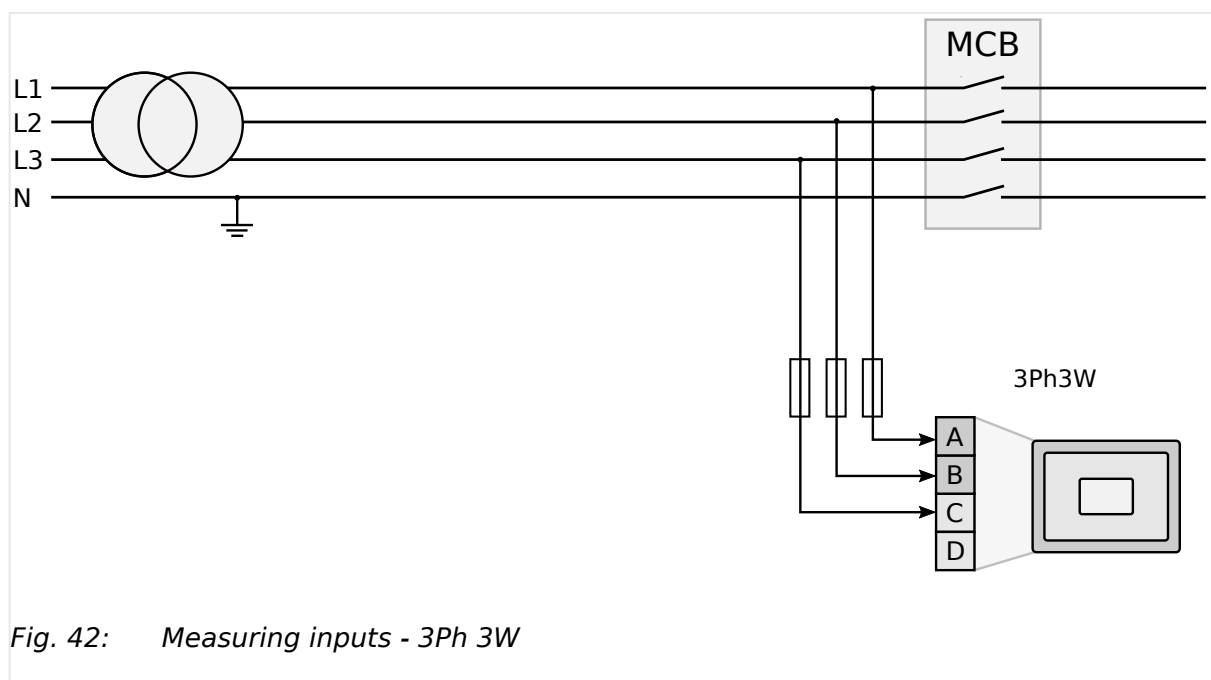 MCB
L1
L2
L3
N
3Ph3W
A
B
C
D
Fig. 42: Measuring inputs - 3Ph 3W